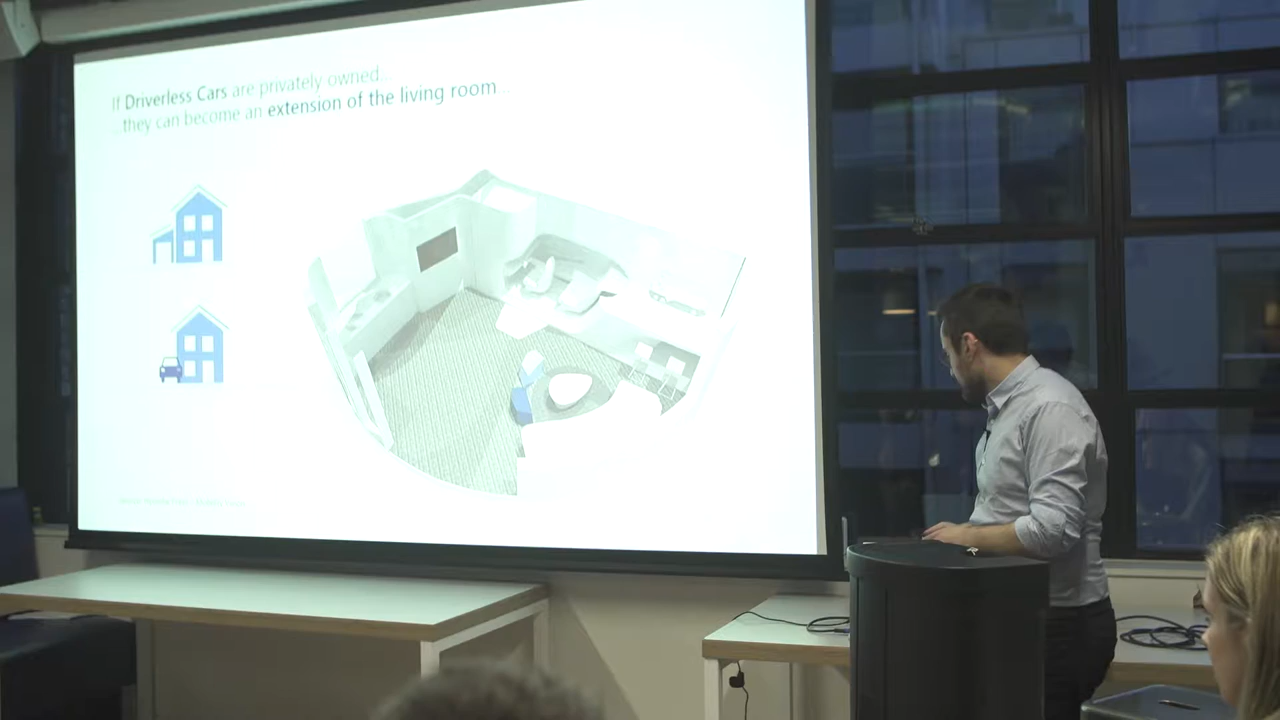 If Driverless Cars are privately owned...
...they can become an extension of the living room...